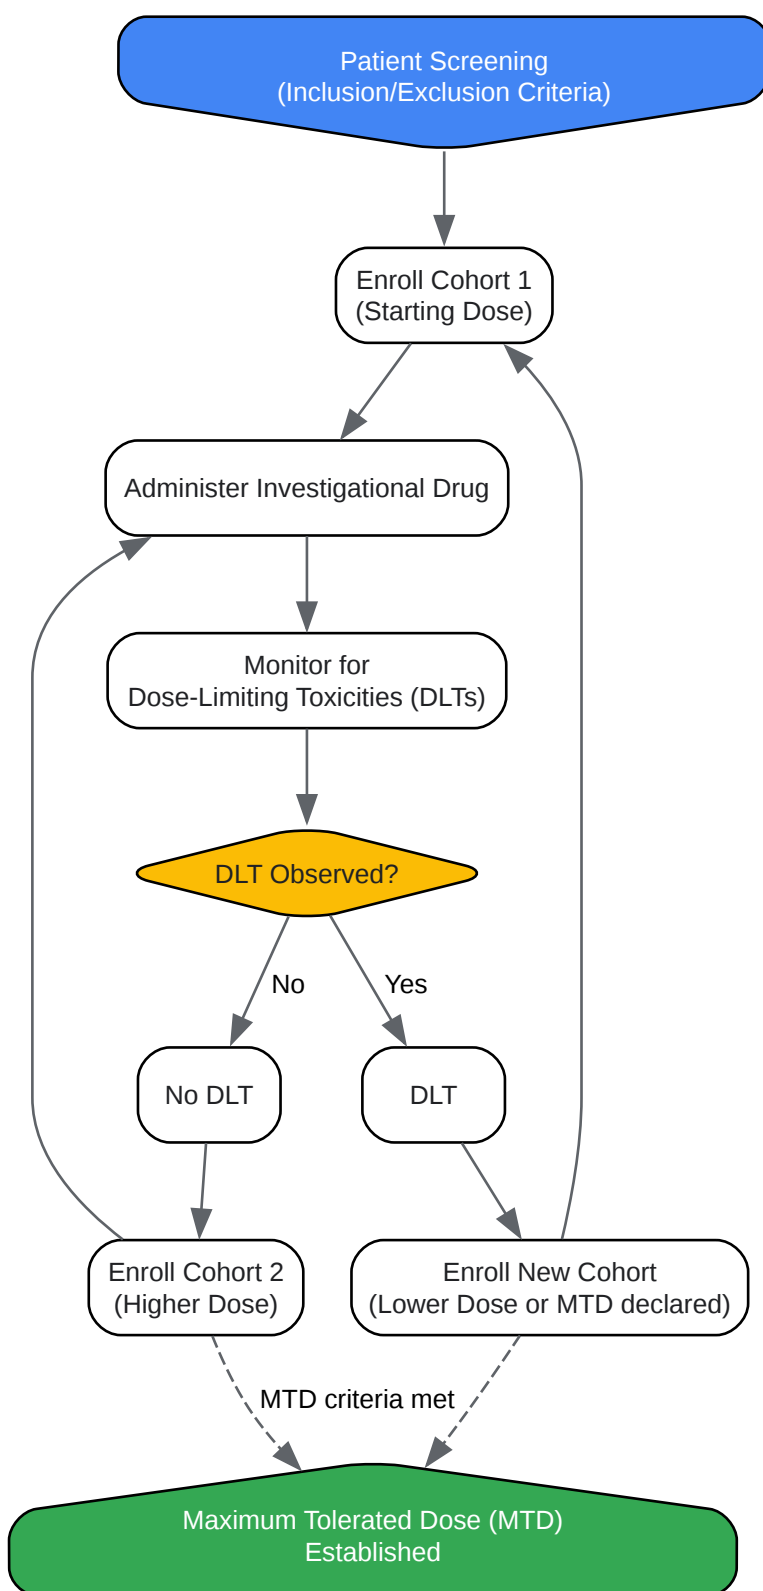 Patient Screening
(Inclusion/Exclusion Criteria)
Enroll Cohort 1
(Starting Dose)
Administer Investigational Drug
Monitor for
Dose-Limiting Toxicities (DLTs)
DLT Observed?
No
Yes
No DLT
DLT
Enroll Cohort 2
(Higher Dose)
Enroll New Cohort
(Lower Dose or MTD declared)
MTD criteria met
Maximum Tolerated Dose (MTD)
Established